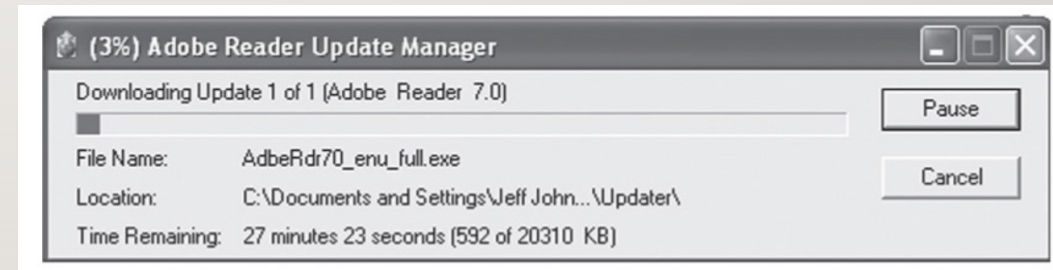 (3%) Adobe Reader Update Manager
Downloading Update 1 of 1 (Adobe Reader 7.0)
Pause
File Name: AdbeRdr70_enu_full.exe
Cancel
Location: C:\Documents and Settings\Jeff John...\Updater\
Time Remaining: 27 minutes 23 seconds (592 of 20310 KB)